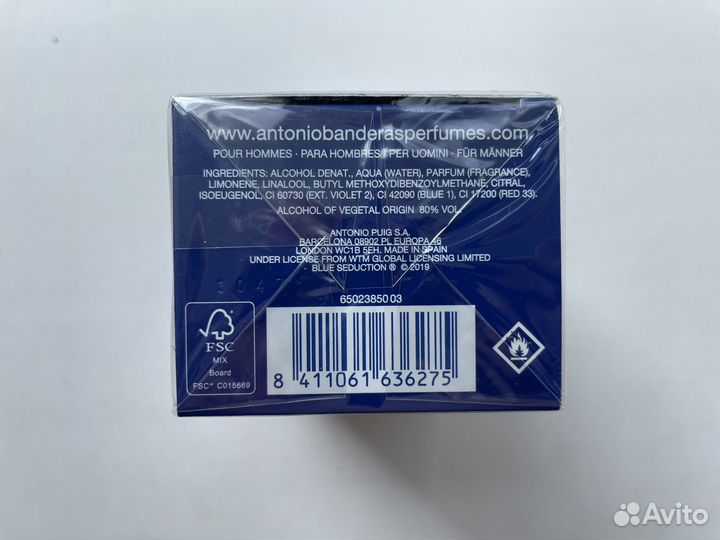 www.antoniobanderasperfumes.com
POUR HOMMES · PARA HOMBRES · PER UOMINI · FÜR MÄNNER
INGREDIENTS: ALCOHOL DENAT., AQUA (WATER), PARFUM (FRAGRANCE),
LIMONENE, LINALOOL, BUTYL METHOXYDIBENZOYLMETHANE, CITRAL,
ISOEUGENOL, CI 60730 (EXT. VIOLET 2), CI 42090 (BLUE 1), CI 17200 (RED 33).
ALCOHOL OF VEGETAL ORIGIN 80% VOL.
ANTONIO PUIG S.A.
BARCELONA 08902 PL EUROPA 46
LONDON WC1B 5EH. MADE IN SPAIN
UNDER LICENSE FROM WTM GLOBAL LICENSING LIMITED
BLUE SEDUCTION ® © 2019
65023850 03
FSC
MIX
Board
FSC® C015669
8 411061 636275
Avito